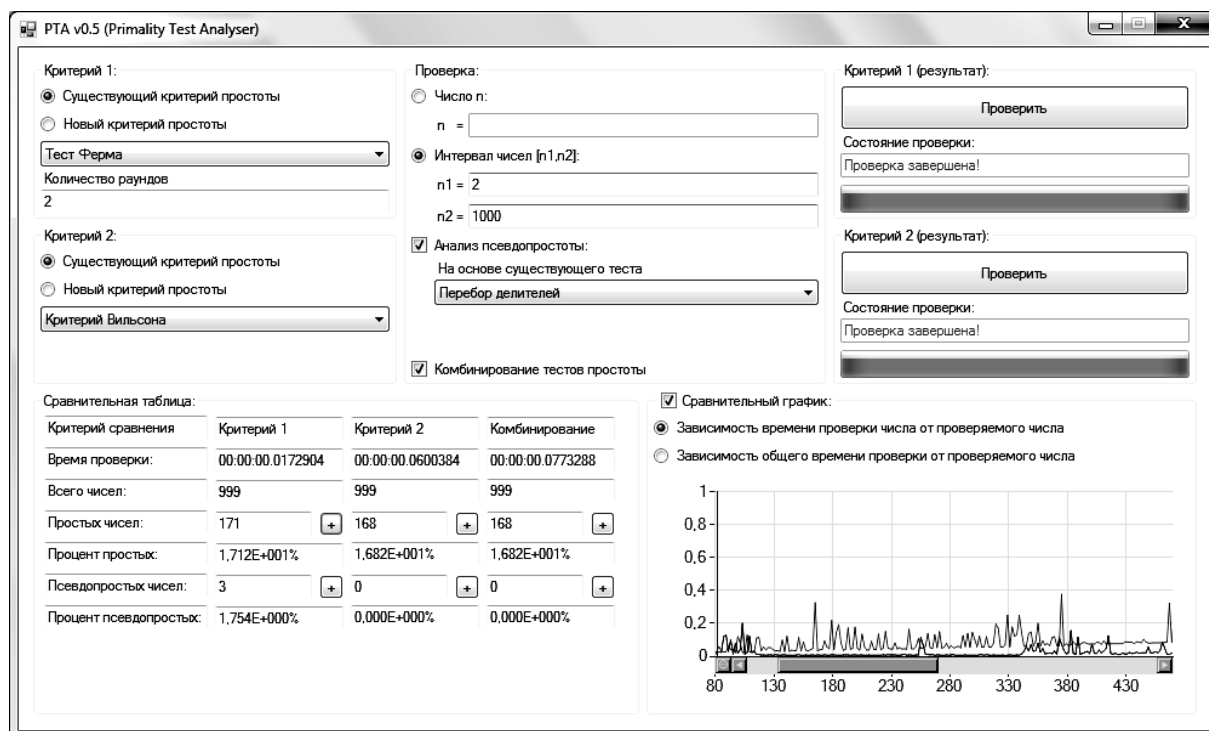 PTA v0.5 (Primality Test Analyser)
Критерий 1:
Существующий критерий простоты
Новый критерий простоты
Тест Ферма
Количество раундов
2
Критерий 2:
Существующий критерий простоты
Новый критерий простоты
Критерий Вильсона
Проверка:
Число n:
n =
Интервал чисел [n1,n2]:
n1 = 2
n2 = 1000
Анализ псевдопростоты:
На основе существующего теста
Перебор делителей
Комбинирование тестов простоты
Критерий 1 (результат):
Проверить
Состояние проверки:
Проверка завершена!
Критерий 2 (результат):
Проверить
Состояние проверки:
Проверка завершена!
Сравнительная таблица:
Критерий сравнения Критерий 1 Критерий 2 Комбинирование
Время проверки: 00:00:00.0172904 00:00:00.0600384 00:00:00.0773288
Всего чисел: 999 999 999
Простых чисел: 171 + 168 + 168 +
Процент простых: 1,712E+001% 1,682E+001% 1,682E+001%
Псевдопростых чисел: 3 + 0 + 0 +
Процент псевдопростых: 1,754E+000% 0,000E+000% 0,000E+000%
Сравнительный график:
Зависимость времени проверки числа от проверяемого числа
Зависимость общего времени проверки от проверяемого числа
1
0,8
0,6
0,4
0,2
0
80 130 180 230 280 330 380 430